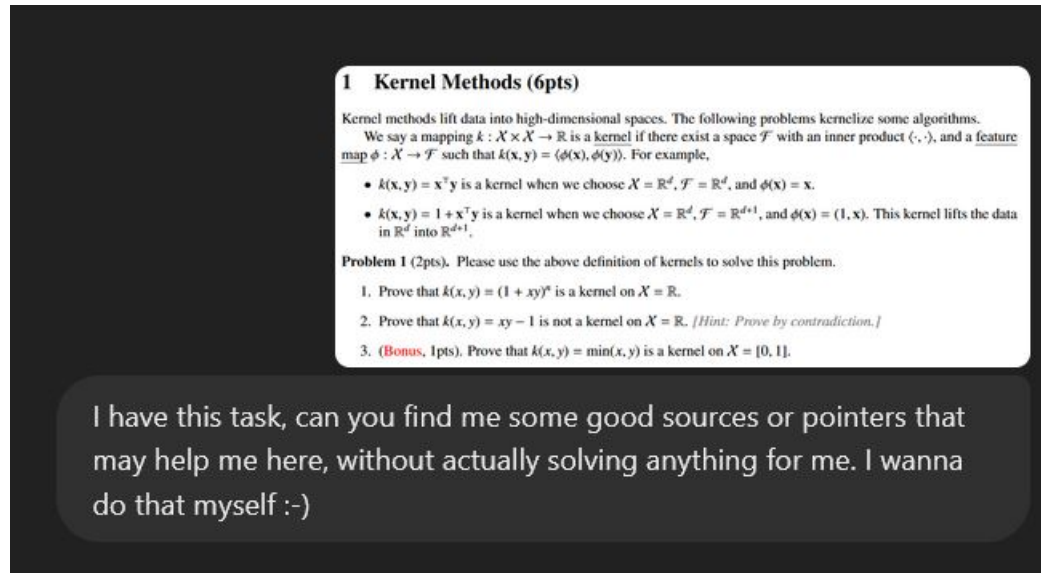 1 Kernel Methods (6pts)
Kernel methods lift data into high-dimensional spaces. The following problems kernelize some algorithms.
We say a mapping k : X × X → ℝ is a kernel if there exist a space ℱ with an inner product ⟨·, ·⟩, and a feature
map ϕ : X → ℱ such that k(x, y) = ⟨ϕ(x), ϕ(y)⟩. For example,
• k(x, y) = xᵀy is a kernel when we choose X = ℝᵈ, ℱ = ℝᵈ, and ϕ(x) = x.
• k(x, y) = 1 + xᵀy is a kernel when we choose X = ℝᵈ, ℱ = ℝᵈ⁺¹, and ϕ(x) = (1, x). This kernel lifts the data
in ℝᵈ into ℝᵈ⁺¹.
Problem 1 (2pts). Please use the above definition of kernels to solve this problem.
1. Prove that k(x, y) = (1 + xy)ⁿ is a kernel on X = ℝ.
2. Prove that k(x, y) = xy − 1 is not a kernel on X = ℝ. [Hint: Prove by contradiction.]
3. (Bonus, 1pts). Prove that k(x, y) = min(x, y) is a kernel on X = [0, 1].
I have this task, can you find me some good sources or pointers that
may help me here, without actually solving anything for me. I wanna
do that myself :-)